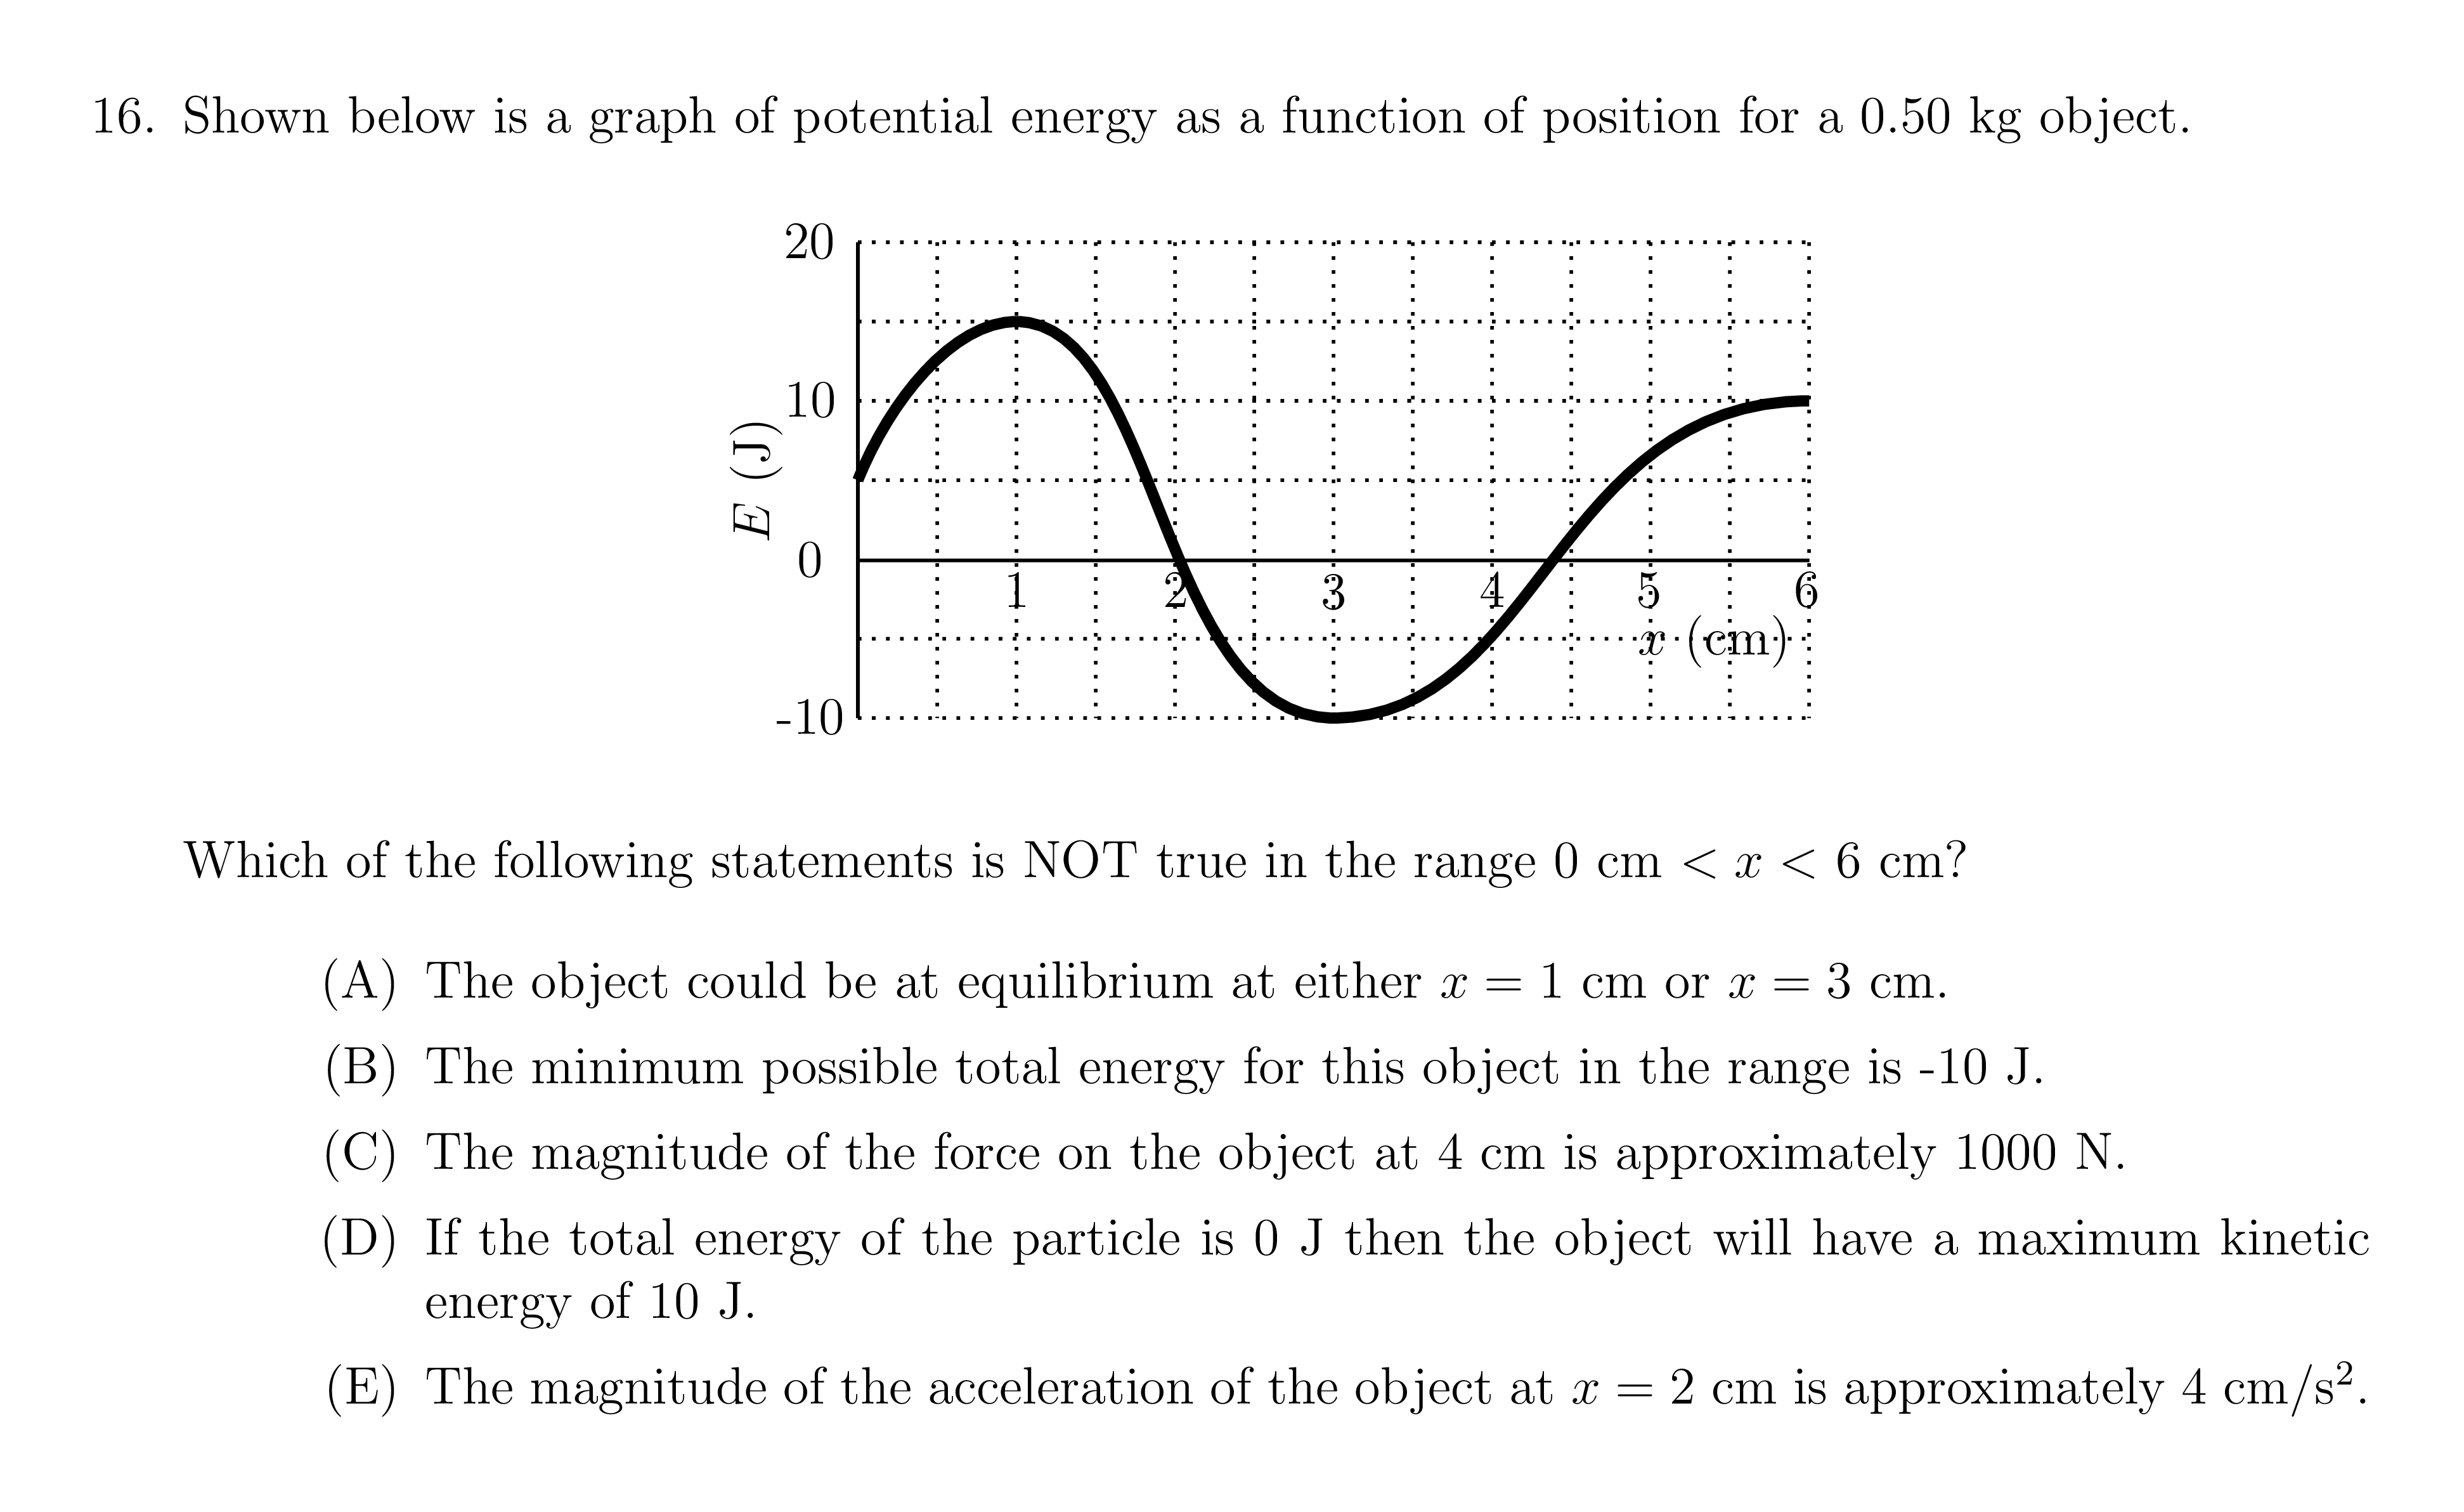 16. Shown below is a graph of potential energy as a function of position for a 0.50 kg object.
20
10
E (J)
0
1 2 3 4 5 6
x (cm)
-10
Which of the following statements is NOT true in the range 0 cm < x < 6 cm?
(A) The object could be at equilibrium at either x = 1 cm or x = 3 cm.
(B) The minimum possible total energy for this object in the range is -10 J.
(C) The magnitude of the force on the object at 4 cm is approximately 1000 N.
(D) If the total energy of the particle is 0 J then the object will have a maximum kinetic
energy of 10 J.
(E) The magnitude of the acceleration of the object at x = 2 cm is approximately 4 cm/s².